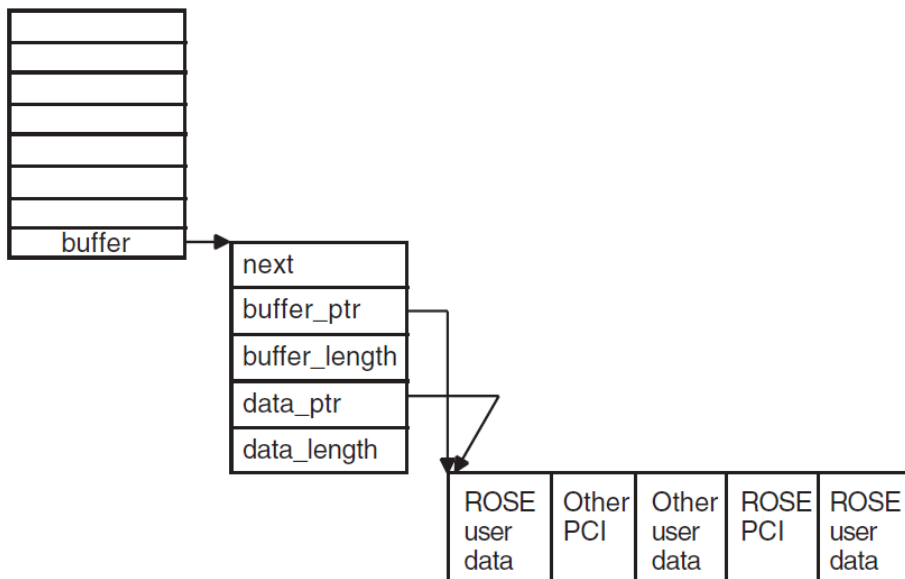 buffer
next
buffer_ptr
buffer_length
data_ptr
data_length
ROSE
user
data
Other
PCI
Other
user
data
ROSE
PCI
ROSE
user
data